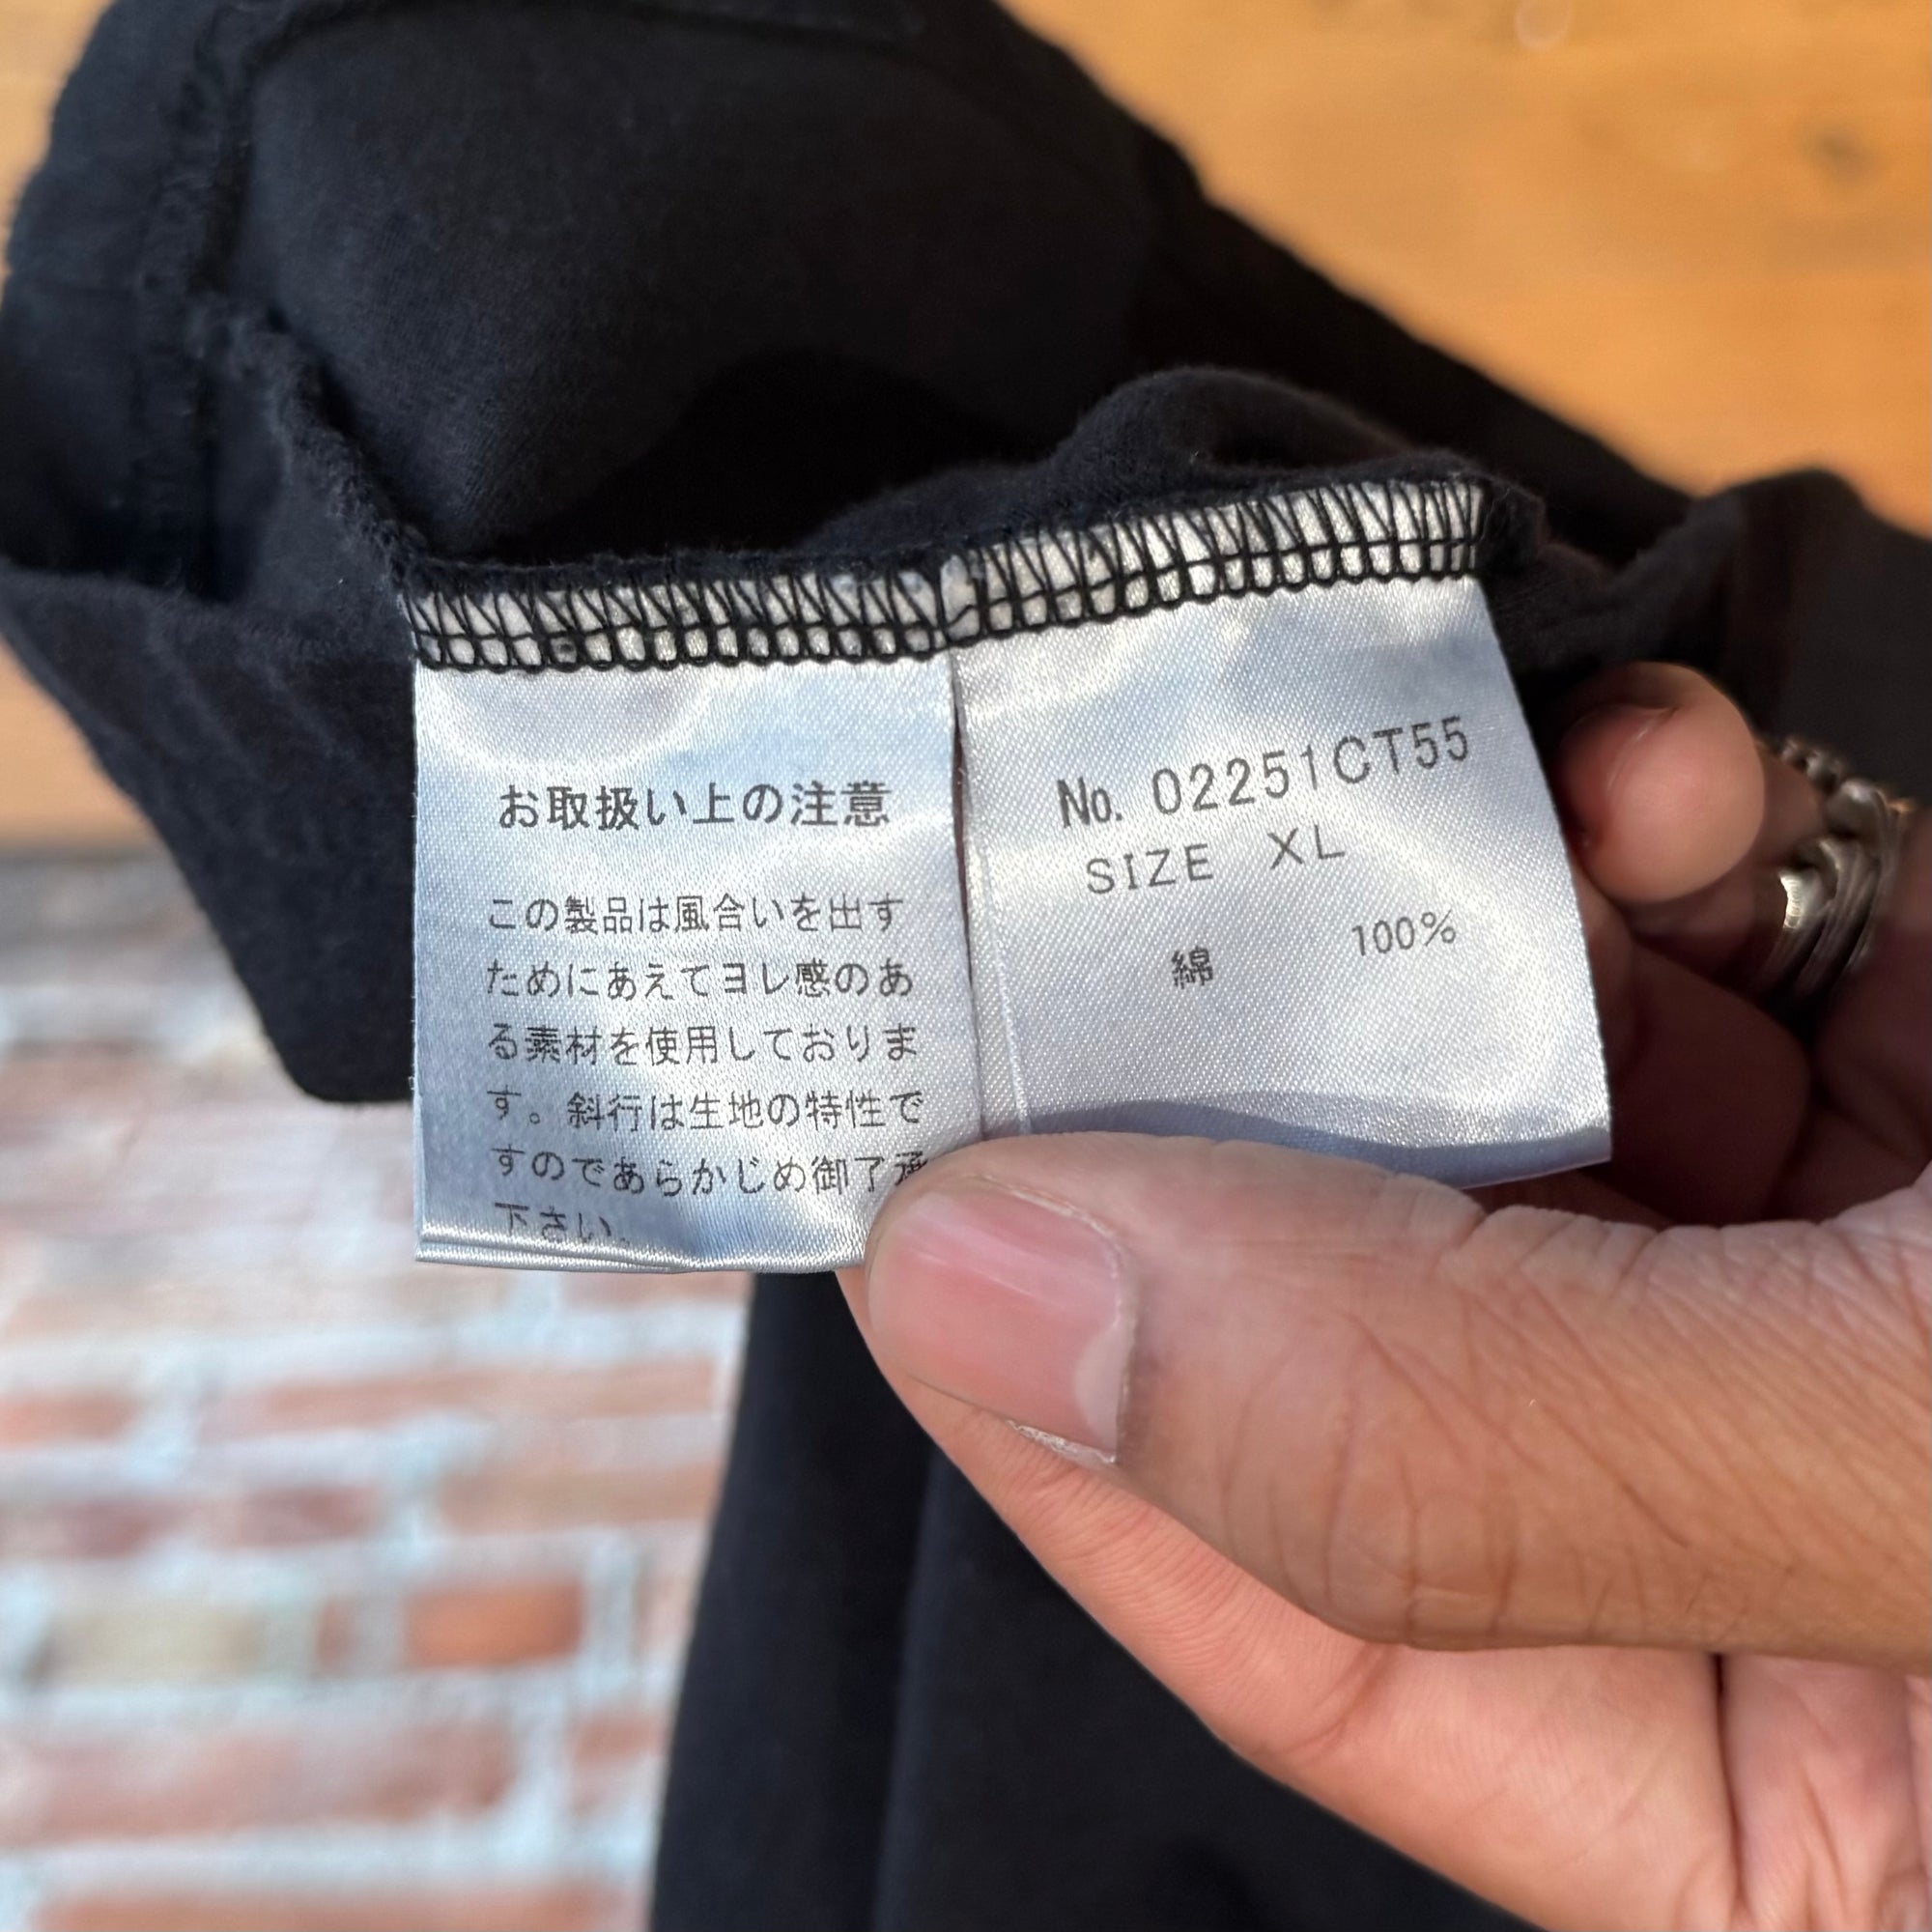 お取扱い上の注意
この製品は風合いを出す
ためにあえてヨレ感のあ
る素材を使用しておりま
す。斜行は生地の特性で
すのであらかじめ御了承
下さい。
No. 02251CT55
SIZE XL
綿 100%